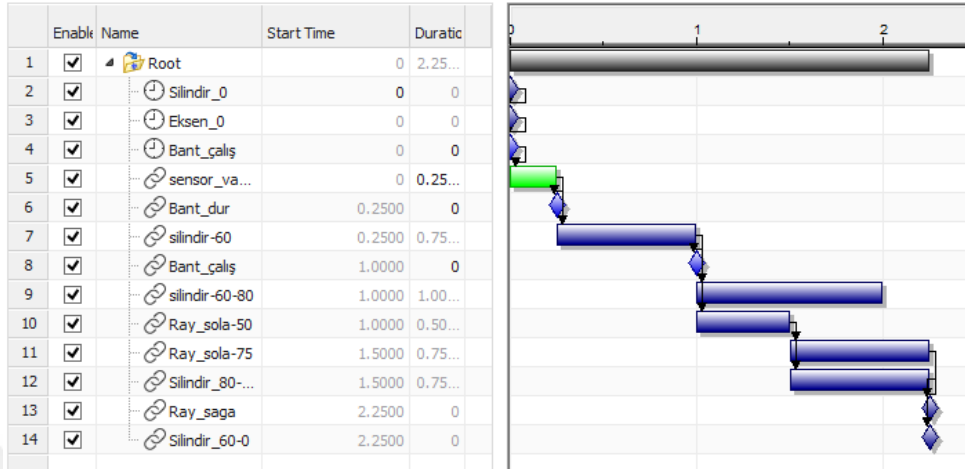 Enable Name Start Time Duratic 0 1 2
1 Root 0 2.25...
2 Silindir_0 0 0
3 Eksen_0 0 0
4 Bant_çalış 0 0
5 sensor_va... 0 0.25...
6 Bant_dur 0.2500 0
7 silindir-60 0.2500 0.75...
8 Bant_çalış 1.0000 0
9 silindir-60-80 1.0000 1.00...
10 Ray_sola-50 1.0000 0.50...
11 Ray_sola-75 1.5000 0.75...
12 Silindir_80-... 1.5000 0.75...
13 Ray_saga 2.2500 0
14 Silindir_60-0 2.2500 0